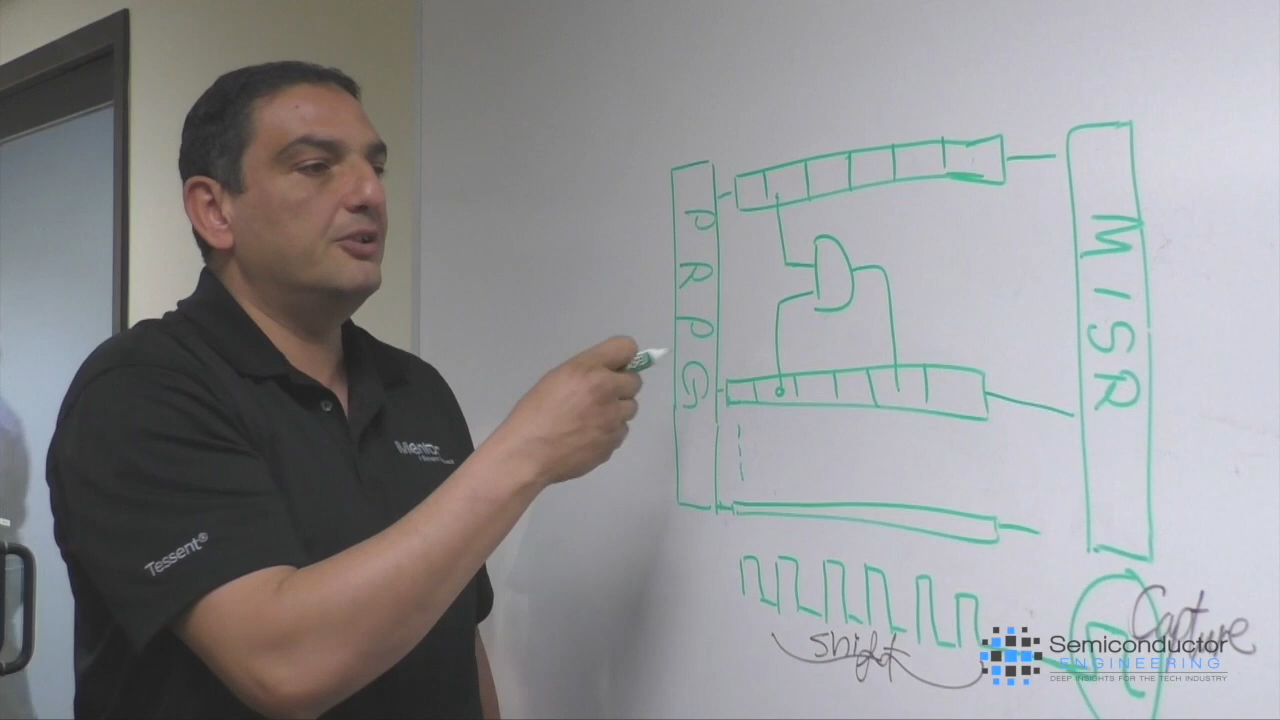 PRPG
MISR
Mentor
Tessent®
shift
Capture
Semiconductor
ENGINEERING
DEEP INSIGHTS FOR THE TECH INDUSTRY